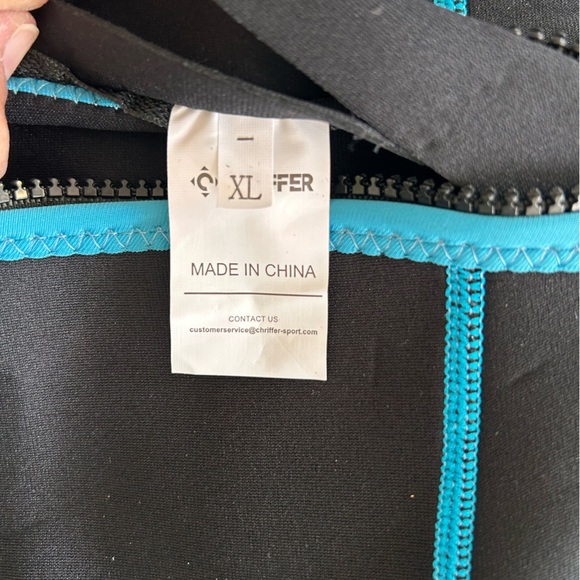 XL
FFER
MADE IN CHINA
CONTACT US
customerservice@chriffer-sport.com